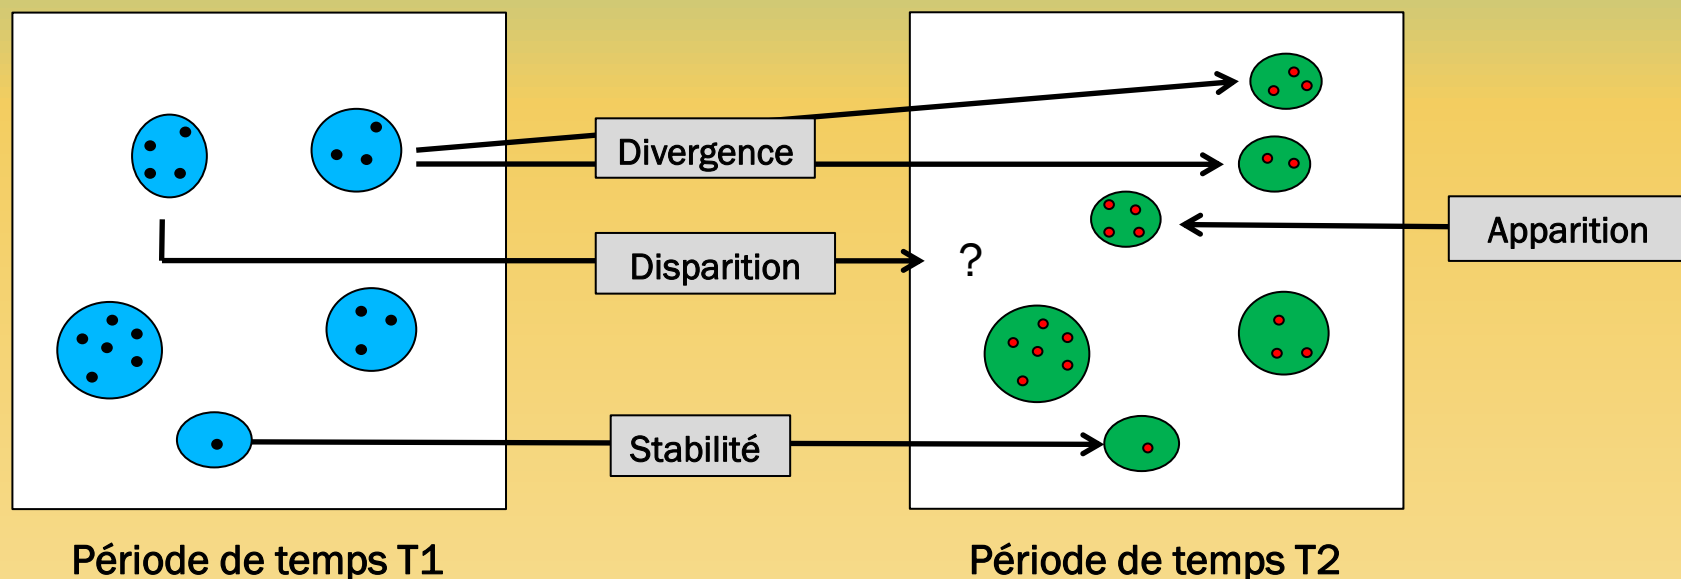 Divergence
Apparition
Disparition
?
Stabilité
Période de temps T1
Période de temps T2